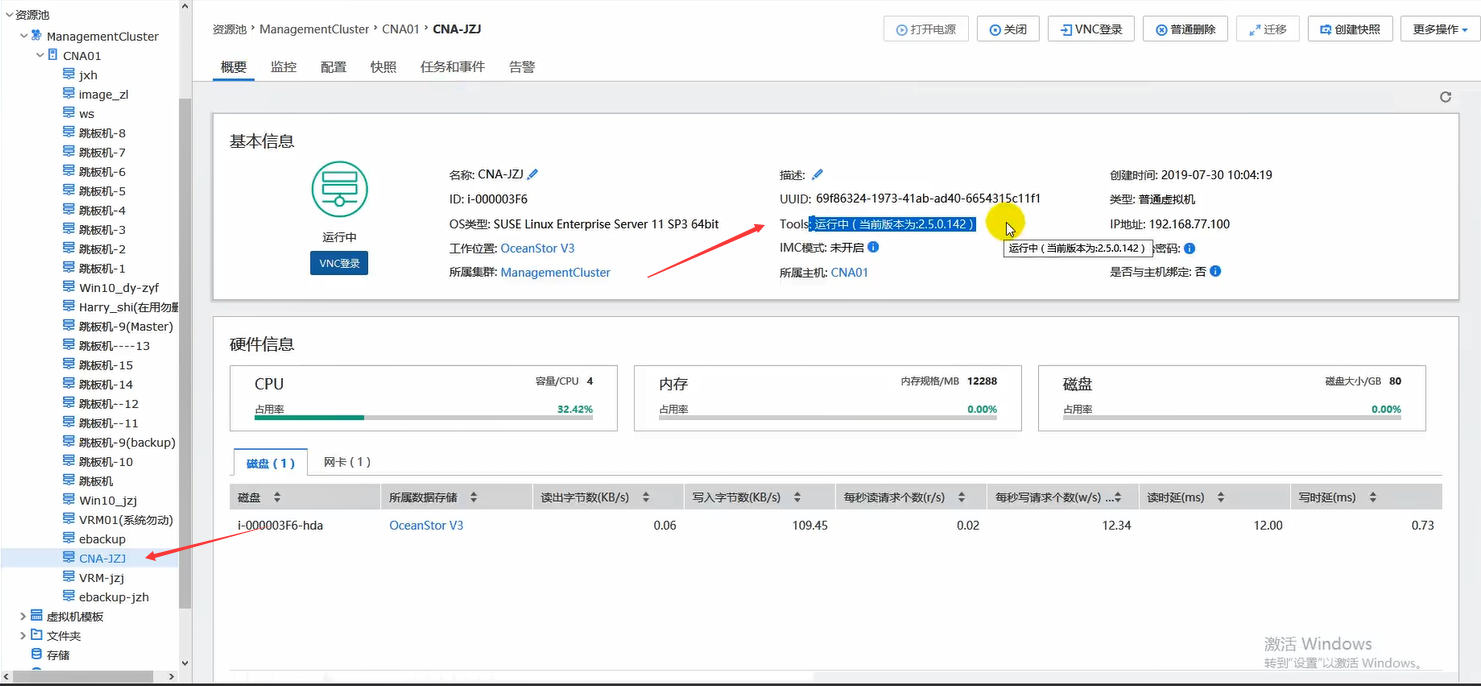 资源池
ManagementCluster
CNA01
jxh
image_zl
ws
跳板机-8
跳板机-7
跳板机-6
跳板机-5
跳板机-4
跳板机-3
跳板机-2
跳板机-1
Win10_dy-zyf
Harry_shi(在用勿删
跳板机-9(Master)
跳板机----13
跳板机-15
跳板机-14
跳板机--12
跳板机--11
跳板机-9(backup)
跳板机-10
跳板机
Win10_jzj
VRM01(系统勿动)
ebackup
CNA-JZJ
VRM-jzj
ebackup-jzh
虚拟机模板
文件夹
存储
资源池 › ManagementCluster › CNA01 › CNA-JZJ
打开电源 关闭 VNC登录 普通删除 迁移 创建快照 更多操作
概要 监控 配置 快照 任务和事件 告警
基本信息
运行中
VNC登录
名称: CNA-JZJ
ID: i-000003F6
OS类型: SUSE Linux Enterprise Server 11 SP3 64bit
工作位置: OceanStor V3
所属集群: ManagementCluster
描述:
UUID: 69f86324-1973-41ab-ad40-6654315c11f1
Tools: 运行中 ( 当前版本为:2.5.0.142 )
IMC模式: 未开启
所属主机: CNA01
运行中 ( 当前版本为:2.5.0.142 )
创建时间: 2019-07-30 10:04:19
类型: 普通虚拟机
IP地址: 192.168.77.100
密码:
是否与主机绑定: 否
硬件信息
CPU 容量/CPU 4
占用率 32.42%
内存 内存规格/MB 12288
占用率 0.00%
磁盘 磁盘大小/GB 80
占用率 0.00%
磁盘 ( 1 ) 网卡 ( 1 )
磁盘 所属数据存储 读出字节数(KB/s) 写入字节数(KB/s) 每秒读请求个数(r/s) 每秒写请求个数(w/s) ... 读时延(ms) 写时延(ms)
i-000003F6-hda OceanStor V3 0.06 109.45 0.02 12.34 12.00 0.73
激活 Windows
转到"设置"以激活 Windows。